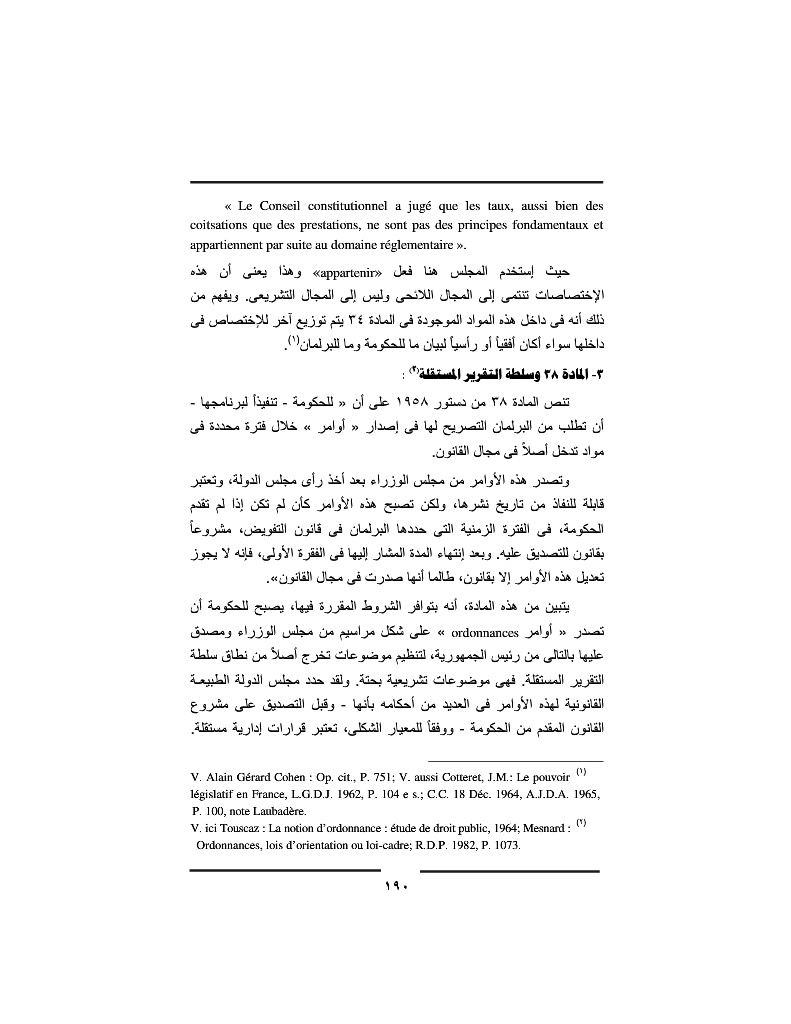 « Le Conseil constitutionnel a jugé que les taux, aussi bien des
coitsations que des prestations, ne sont pas des principes fondamentaux et
appartiennent par suite au domaine réglementaire ».
حيث إستخدم المجلس هنا فعل «appartenir» وهذا يعنى أن هذه
الإختصاصات تنتمى إلى المجال اللائحى وليس إلى المجال التشريعى. ويفهم من
ذلك أنه فى داخل هذه المواد الموجودة فى المادة ٣٤ يتم توزيع آخر للإختصاص فى
داخلها سواء أكان أفقياً أو رأسياً لبيان ما للحكومة وما للبرلمان(١).
٣- المادة ٣٨ وسلطة التقرير المستقلة(٢) :
تنص المادة ٣٨ من دستور ١٩٥٨ على أن « للحكومة - تنفيذاً لبرنامجها -
أن تطلب من البرلمان التصريح لها فى إصدار « أوامر » خلال فترة محددة فى
مواد تدخل أصلاً فى مجال القانون.
وتصدر هذه الأوامر من مجلس الوزراء بعد أخذ رأى مجلس الدولة، وتعتبر
قابلة للنفاذ من تاريخ نشرها، ولكن تصبح هذه الأوامر كأن لم تكن إذا لم تقدم
الحكومة، فى الفترة الزمنية التى حددها البرلمان فى قانون التفويض، مشروعاً
بقانون للتصديق عليه. وبعد إنتهاء المدة المشار إليها فى الفقرة الأولى، فإنه لا يجوز
تعديل هذه الأوامر إلا بقانون، طالما أنها صدرت فى مجال القانون».
يتبين من هذه المادة، أنه بتوافر الشروط المقررة فيها، يصبح للحكومة أن
تصدر « أوامر ordonnances » على شكل مراسيم من مجلس الوزراء ومصدق
عليها بالتالى من رئيس الجمهورية، لتنظيم موضوعات تخرج أصلاً من نطاق سلطة
التقرير المستقلة. فهى موضوعات تشريعية بحتة. ولقد حدد مجلس الدولة الطبيعة
القانونية لهذه الأوامر فى العديد من أحكامه بأنها - وقبل التصديق على مشروع
القانون المقدم من الحكومة - ووفقاً للمعيار الشكلى، تعتبر قرارات إدارية مستقلة.
V. Alain Gérard Cohen : Op. cit., P. 751; V. aussi Cotteret, J.M.: Le pouvoir (١)
législatif en France, L.G.D.J. 1962, P. 104 e s.; C.C. 18 Déc. 1964, A.J.D.A. 1965,
P. 100, note Laubadère.
V. ici Touscaz : La notion d’ordonnance : étude de droit public, 1964; Mesnard : (٢)
Ordonnances, lois d’orientation ou loi-cadre; R.D.P. 1982, P. 1073.
١٩٠